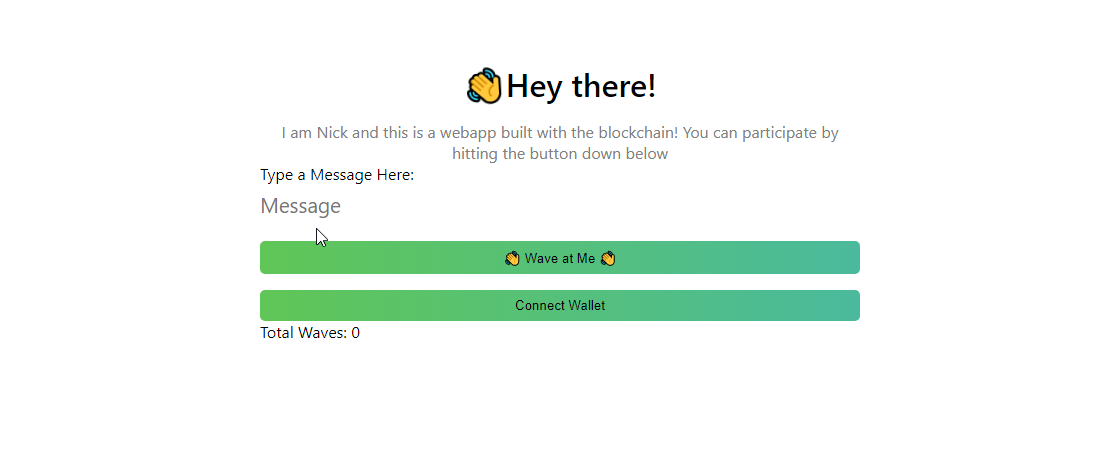 👋Hey there!
I am Nick and this is a webapp built with the blockchain! You can participate by
hitting the button down below
Type a Message Here:
Message
👋 Wave at Me 👋
Connect Wallet
Total Waves: 0